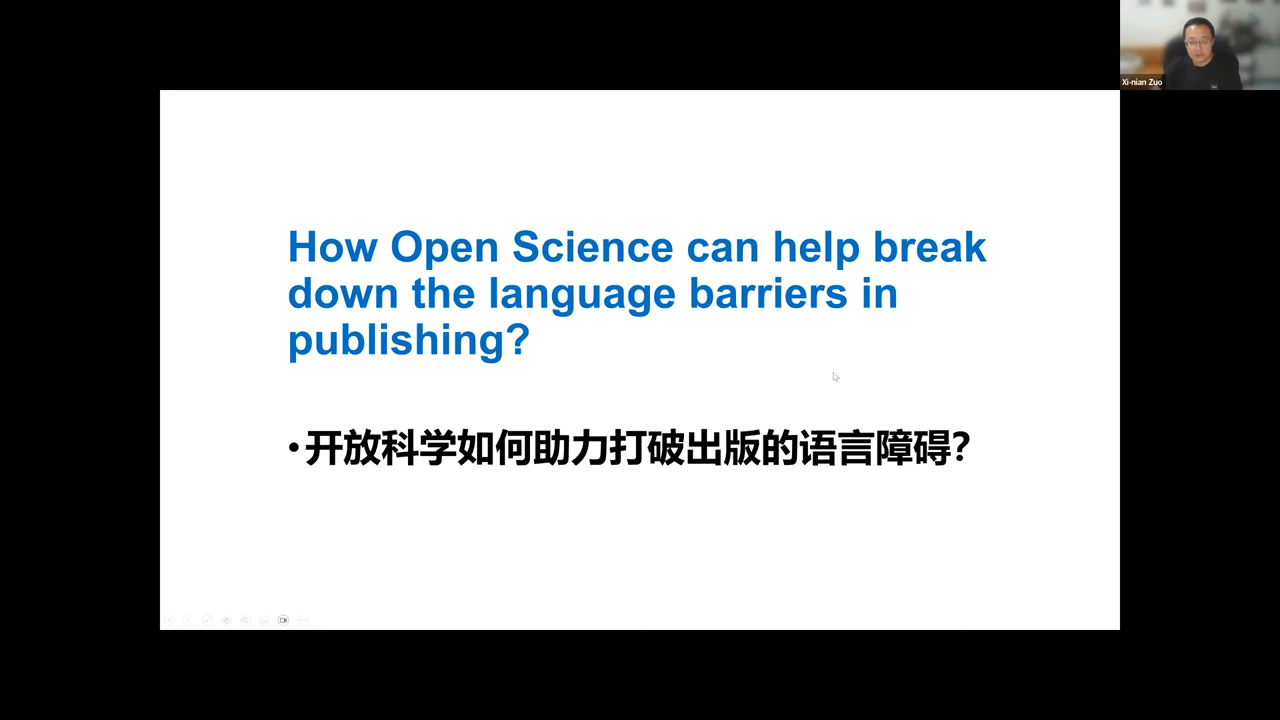 Xi-nian Zuo
How Open Science can help break
down the language barriers in
publishing?
•开放科学如何助力打破出版的语言障碍?